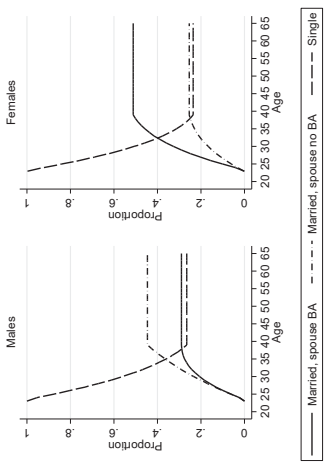 Males
Proportion
1
.8
.6
.4
.2
0
20 25 30 35 40 45 50 55 60 65
Age
Females
Proportion
1
.8
.6
.4
.2
0
20 25 30 35 40 45 50 55 60 65
Age
Married, spouse BA Married, spouse no BA Single